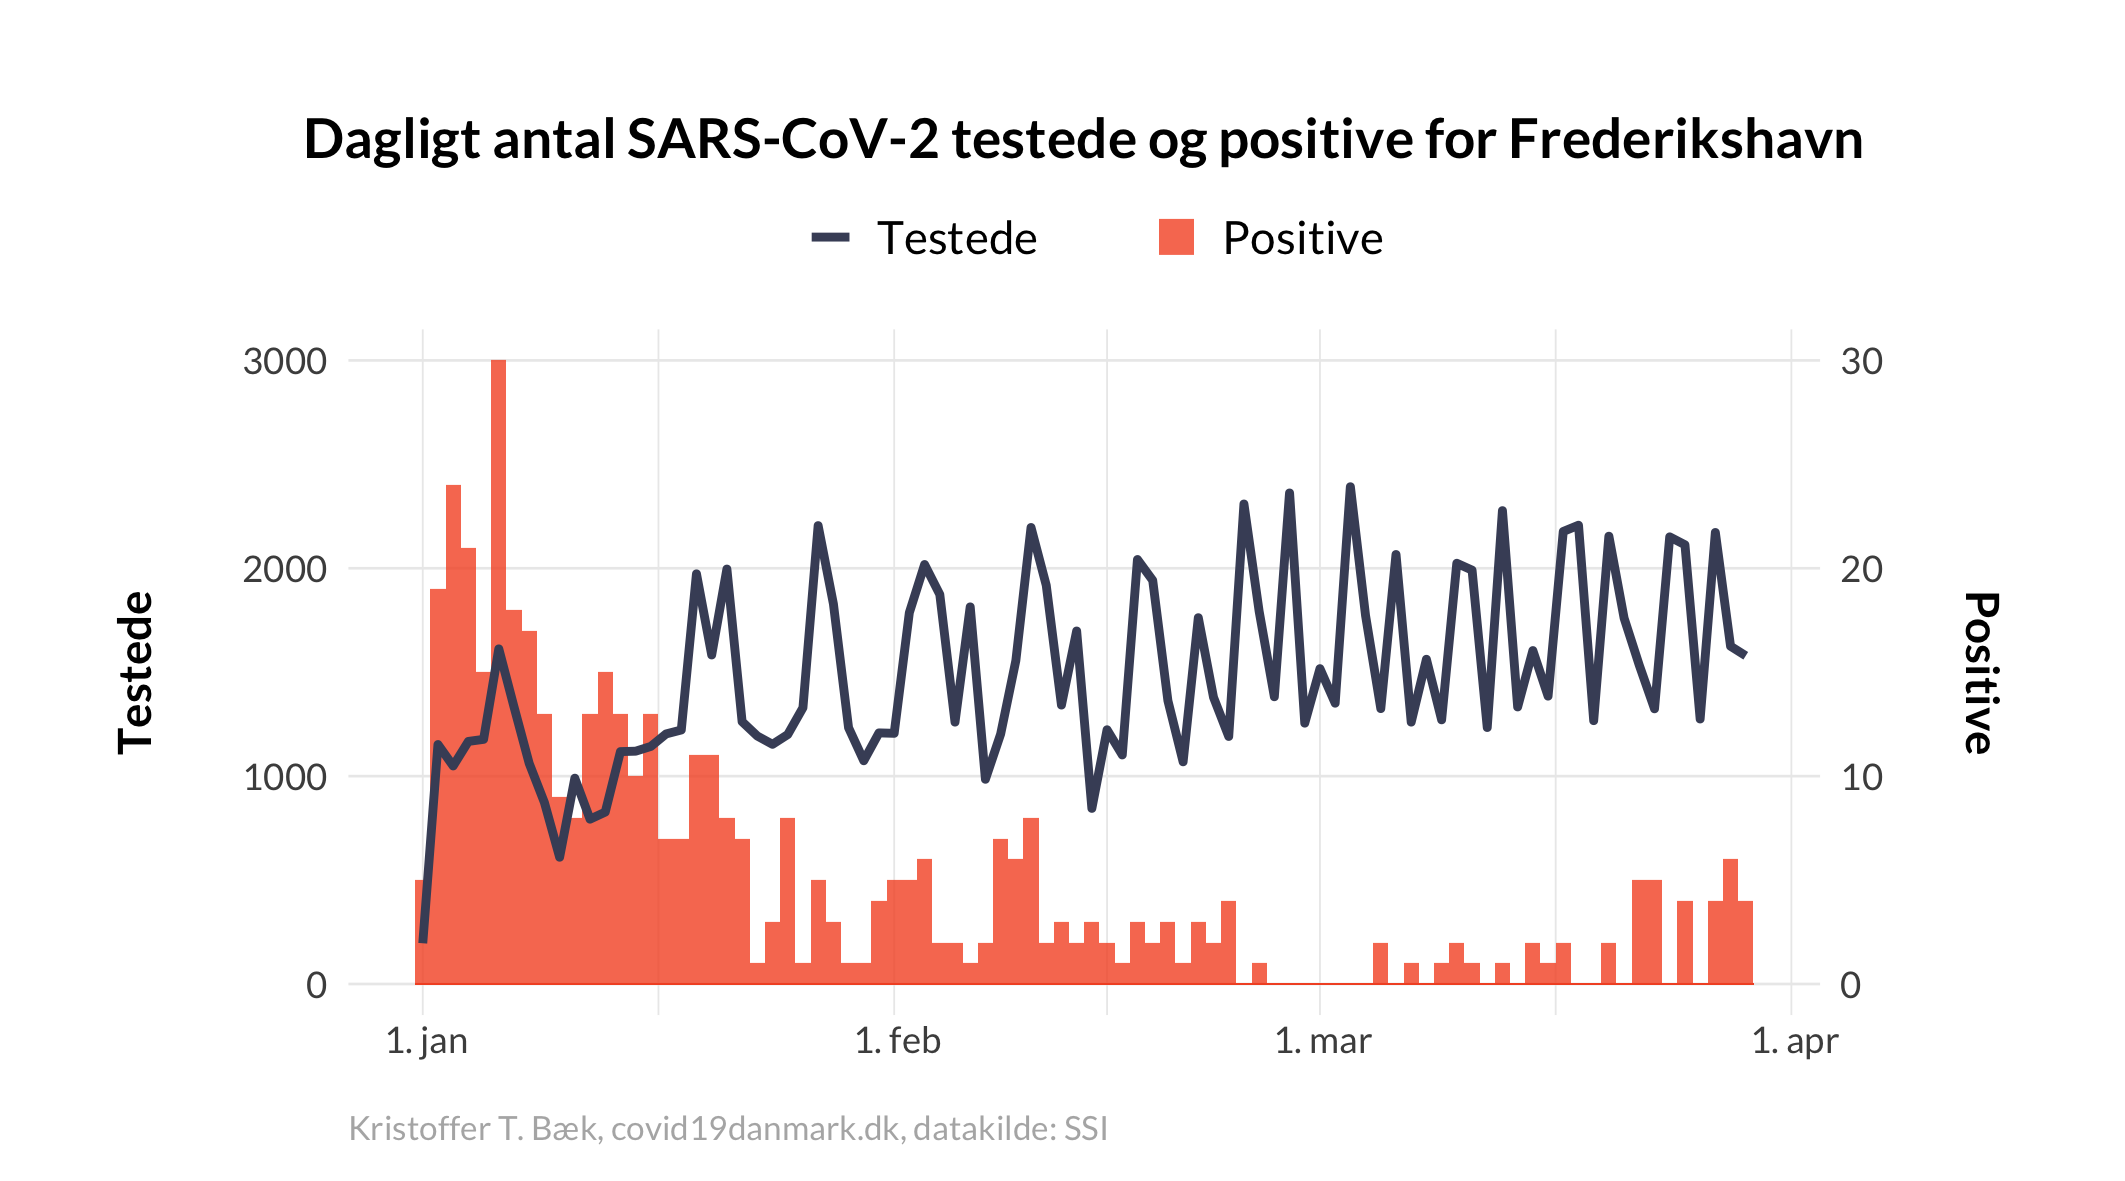 Dagligt antal SARS-CoV-2 testede og positive for Frederikshavn
Testede Positive
3000 30
2000 20
1000 10
0 0
Testede
Positive
1. jan 1. feb 1. mar 1. apr
Kristoffer T. Bæk, covid19danmark.dk, datakilde: SSI